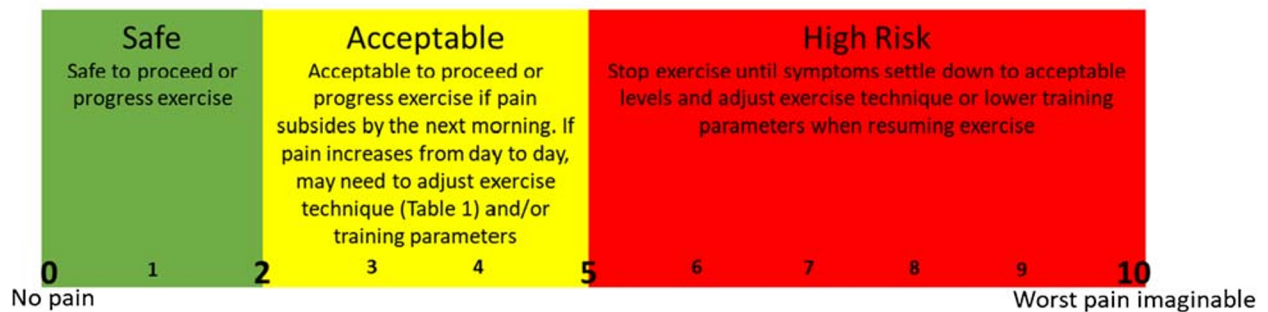 Safe
Safe to proceed or
progress exercise
Acceptable
Acceptable to proceed or
progress exercise if pain
subsides by the next morning. If
pain increases from day to day,
may need to adjust exercise
technique (Table 1) and/or
training parameters
High Risk
Stop exercise until symptoms settle down to acceptable
levels and adjust exercise technique or lower training
parameters when resuming exercise
0 1 2 3 4 5 6 7 8 9 10
No pain
Worst pain imaginable